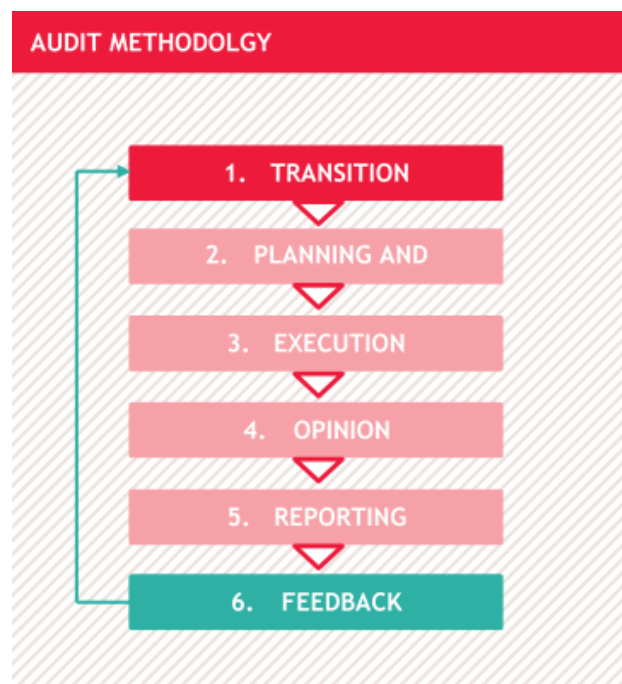 AUDIT METHODOLGY
1. TRANSITION
2. PLANNING AND
3. EXECUTION
4. OPINION
5. REPORTING
6. FEEDBACK